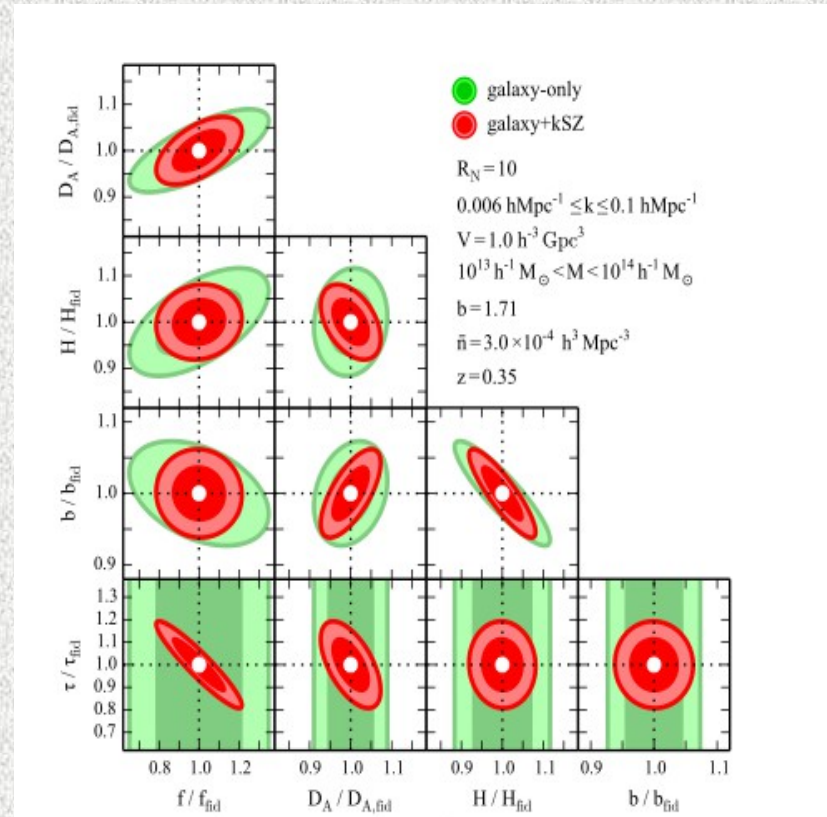 galaxy-only
galaxy+kSZ
R_N=10
0.006 hMpc⁻¹ ≤k≤0.1 hMpc⁻¹
V=1.0 h⁻³ Gpc³
10¹³ h⁻¹ M_⊙<M<10¹⁴ h⁻¹ M_⊙
b=1.71
n̄=3.0×10⁻⁴ h³ Mpc⁻³
z=0.35
D_A / D_A,fid
1.1
1.0
0.9
H / H_fid
1.1
1.0
0.9
b / b_fid
1.1
1.0
0.9
τ / τ_fid
1.3
1.2
1.1
1.0
0.9
0.8
0.7
0.8 1.0 1.2 0.9 1.0 1.1 0.9 1.0 1.1 0.9 1.0 1.1
f / f_fid D_A / D_A,fid H / H_fid b / b_fid